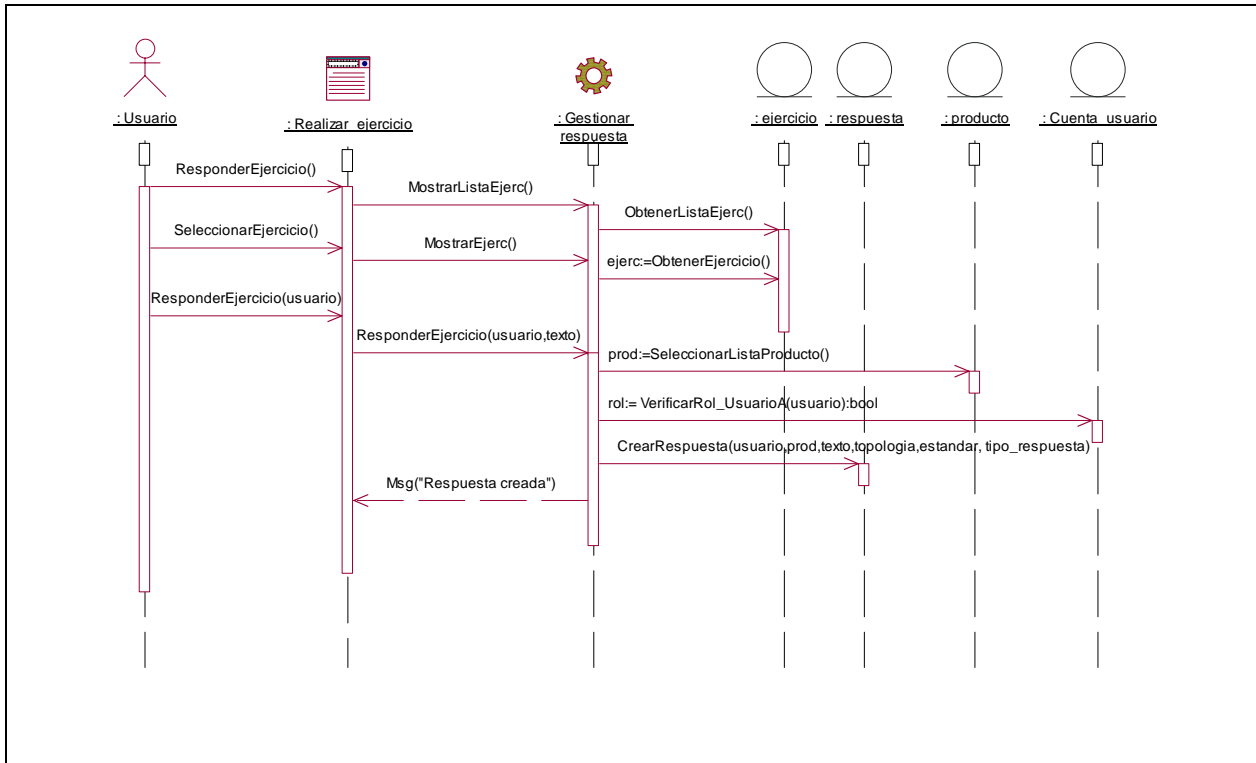 : Usuario
: Realizar_ejercicio
: Gestionar
respuesta
: ejercicio
: respuesta
: producto
: Cuenta_usuario
ResponderEjercicio()
MostrarListaEjerc()
ObtenerListaEjerc()
SeleccionarEjercicio()
MostrarEjerc()
ejerc:=ObtenerEjercicio()
ResponderEjercicio(usuario)
ResponderEjercicio(usuario,texto)
prod:=SeleccionarListaProducto()
rol:= VerificarRol_UsuarioA(usuario):bool
CrearRespuesta(usuario,prod,texto,topologia,estandar, tipo_respuesta)
Msg("Respuesta creada")